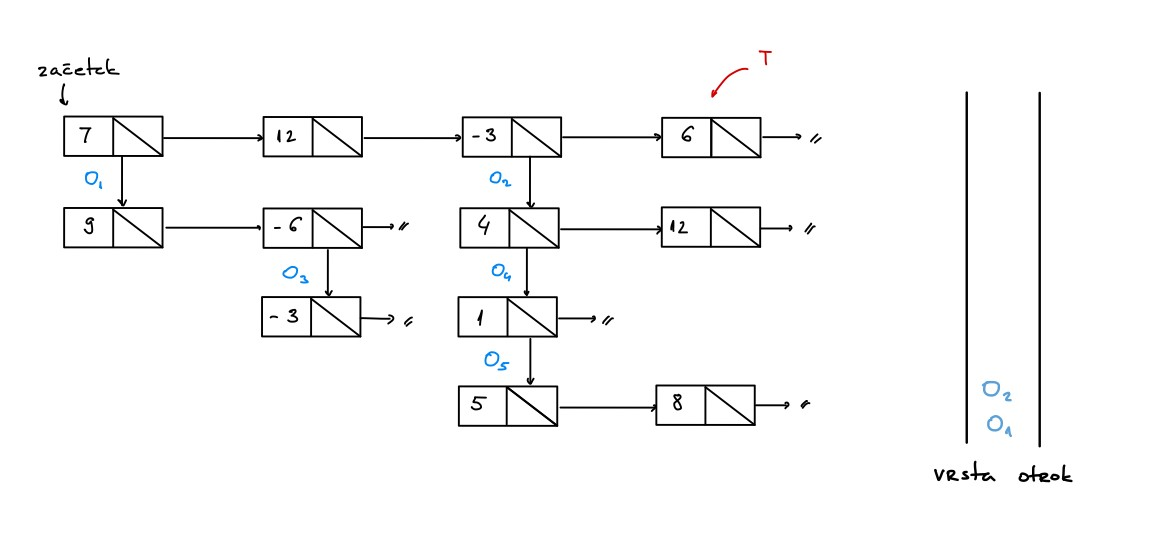 T
začetek
7 12 -3 6
O₁ O₂
9 -6 4 12
O₃ O₄
-3 1
O₅
5 8
O₂
O₁
vrsta otrok